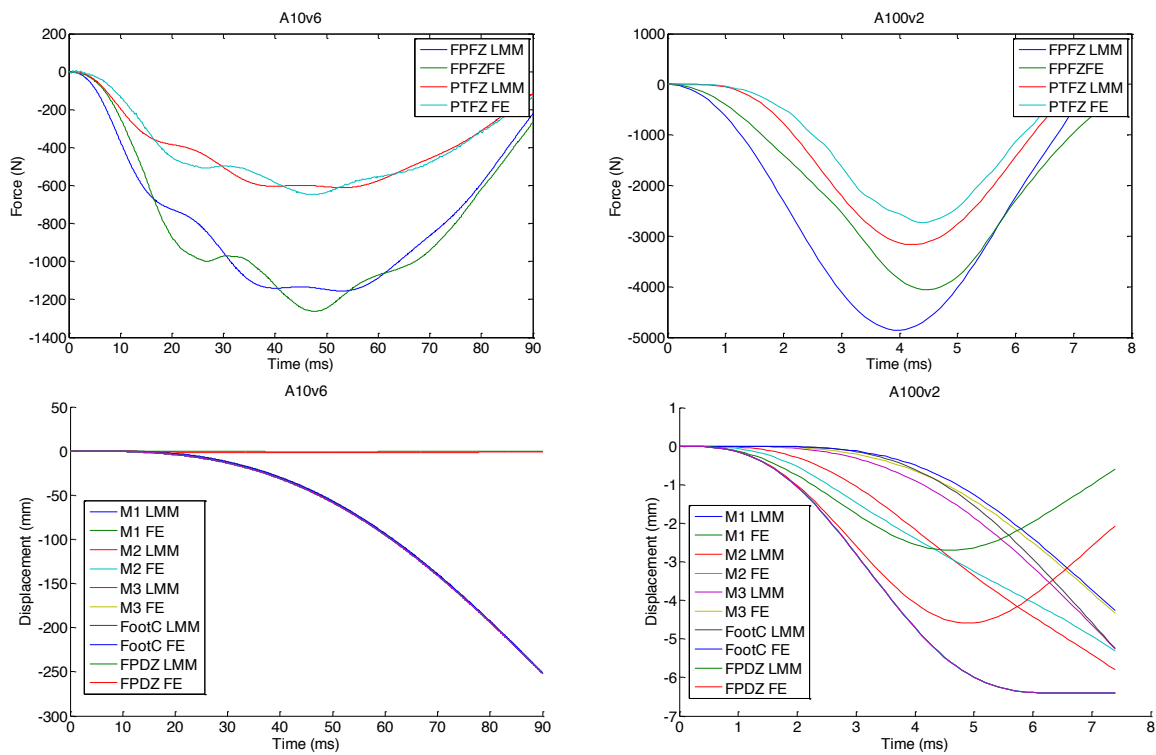 A10v6
200
0
-200
-400
-600
-800
-1000
-1200
-1400
Force (N)
0 10 20 30 40 50 60 70 80 90
Time (ms)
FPFZ LMM
FPFZFE
PTFZ LMM
PTFZ FE
A100v2
1000
0
-1000
-2000
-3000
-4000
-5000
Force (N)
0 1 2 3 4 5 6 7 8
Time (ms)
FPFZ LMM
FPFZFE
PTFZ LMM
PTFZ FE
A10v6
50
0
-50
-100
-150
-200
-250
-300
Displacement (mm)
0 10 20 30 40 50 60 70 80 90
Time (ms)
M1 LMM
M1 FE
M2 LMM
M2 FE
M3 LMM
M3 FE
FootC LMM
FootC FE
FPDZ LMM
FPDZ FE
A100v2
1
0
-1
-2
-3
-4
-5
-6
-7
Displacement (mm)
0 1 2 3 4 5 6 7 8
Time (ms)
M1 LMM
M1 FE
M2 LMM
M2 FE
M3 LMM
M3 FE
FootC LMM
FootC FE
FPDZ LMM
FPDZ FE